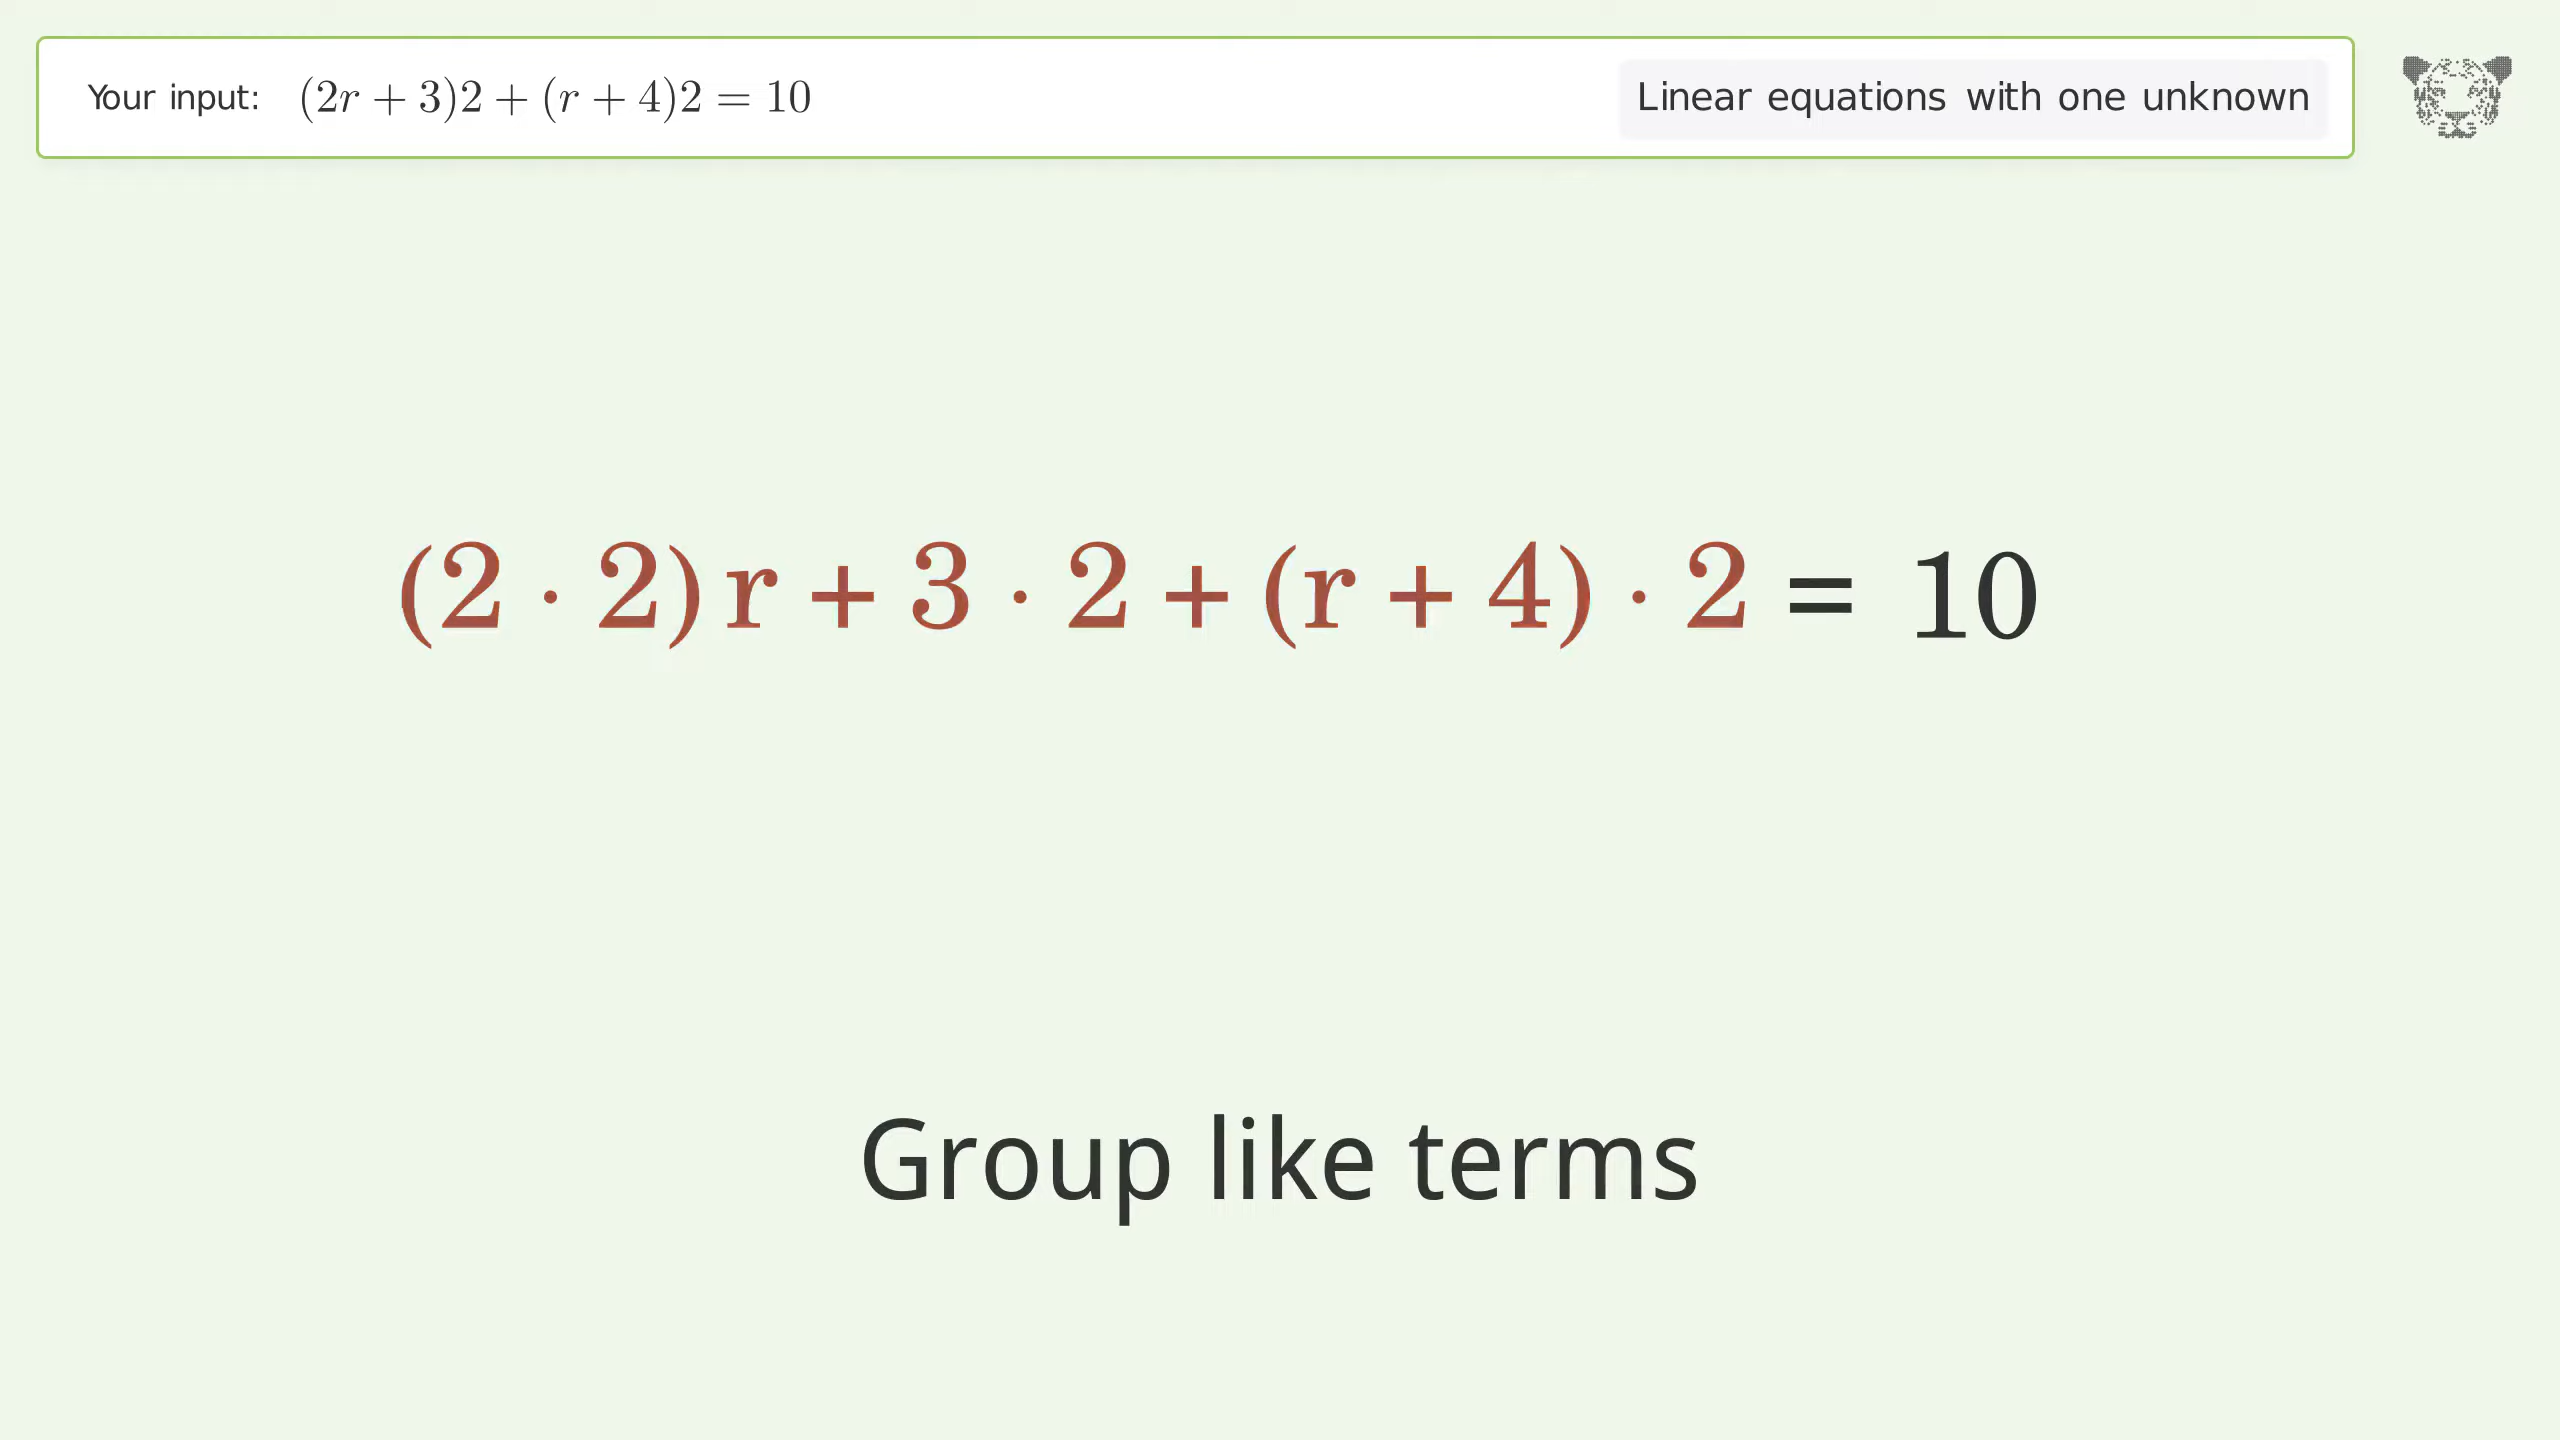 Your input: (2r + 3)2 + (r + 4)2 = 10
Linear equations with one unknown
(2 · 2) r + 3 · 2 + (r + 4) · 2 = 10
Group like terms